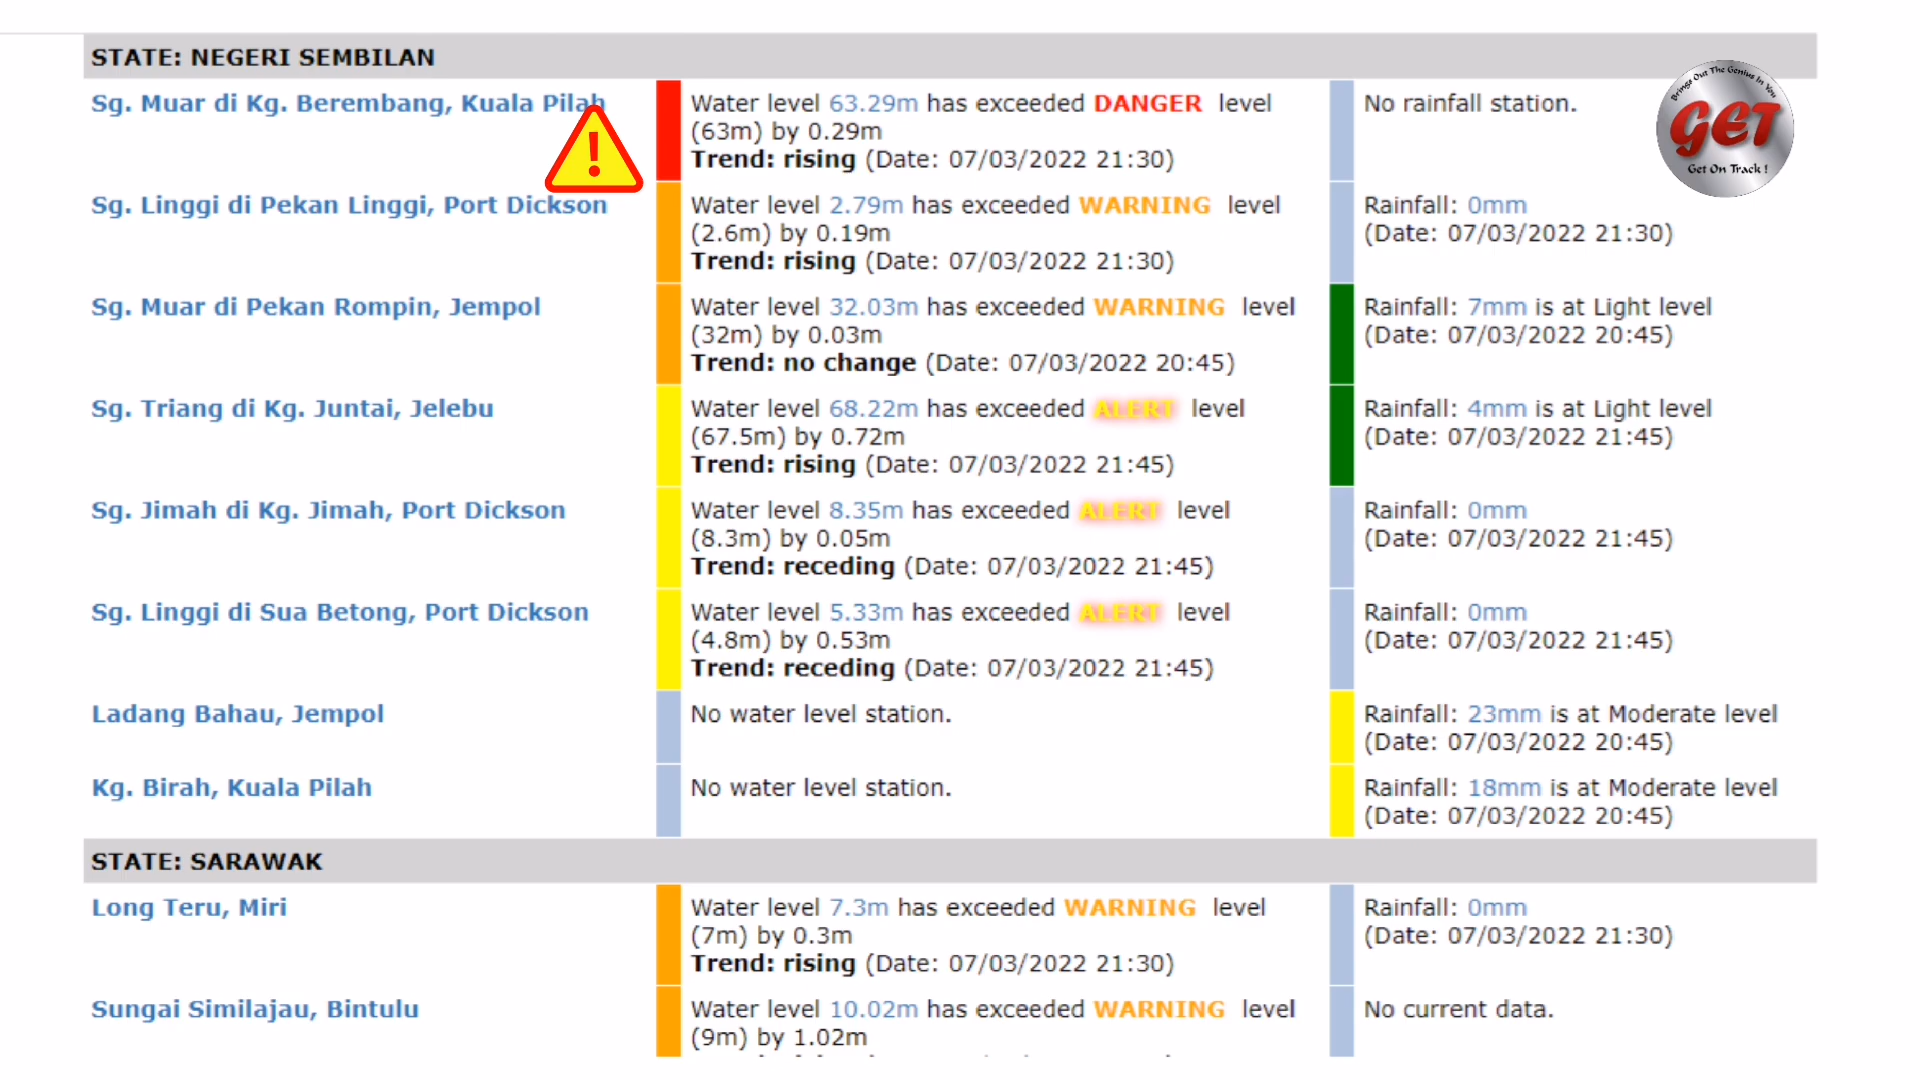 STATE: NEGERI SEMBILAN
Brings Out The Genius In You
GET
Get On Track !
Sg. Muar di Kg. Berembang, Kuala Pilah
!
Water level 63.29m has exceeded DANGER level
(63m) by 0.29m
Trend: rising (Date: 07/03/2022 21:30)
No rainfall station.
Sg. Linggi di Pekan Linggi, Port Dickson
Water level 2.79m has exceeded WARNING level
(2.6m) by 0.19m
Trend: rising (Date: 07/03/2022 21:30)
Rainfall: 0mm
(Date: 07/03/2022 21:30)
Sg. Muar di Pekan Rompin, Jempol
Water level 32.03m has exceeded WARNING level
(32m) by 0.03m
Trend: no change (Date: 07/03/2022 20:45)
Rainfall: 7mm is at Light level
(Date: 07/03/2022 20:45)
Sg. Triang di Kg. Juntai, Jelebu
Water level 68.22m has exceeded ALERT level
(67.5m) by 0.72m
Trend: rising (Date: 07/03/2022 21:45)
Rainfall: 4mm is at Light level
(Date: 07/03/2022 21:45)
Sg. Jimah di Kg. Jimah, Port Dickson
Water level 8.35m has exceeded ALERT level
(8.3m) by 0.05m
Trend: receding (Date: 07/03/2022 21:45)
Rainfall: 0mm
(Date: 07/03/2022 21:45)
Sg. Linggi di Sua Betong, Port Dickson
Water level 5.33m has exceeded ALERT level
(4.8m) by 0.53m
Trend: receding (Date: 07/03/2022 21:45)
Rainfall: 0mm
(Date: 07/03/2022 21:45)
Ladang Bahau, Jempol
No water level station.
Rainfall: 23mm is at Moderate level
(Date: 07/03/2022 20:45)
Kg. Birah, Kuala Pilah
No water level station.
Rainfall: 18mm is at Moderate level
(Date: 07/03/2022 20:45)
STATE: SARAWAK
Long Teru, Miri
Water level 7.3m has exceeded WARNING level
(7m) by 0.3m
Trend: rising (Date: 07/03/2022 21:30)
Rainfall: 0mm
(Date: 07/03/2022 21:30)
Sungai Similajau, Bintulu
Water level 10.02m has exceeded WARNING level
(9m) by 1.02m
No current data.